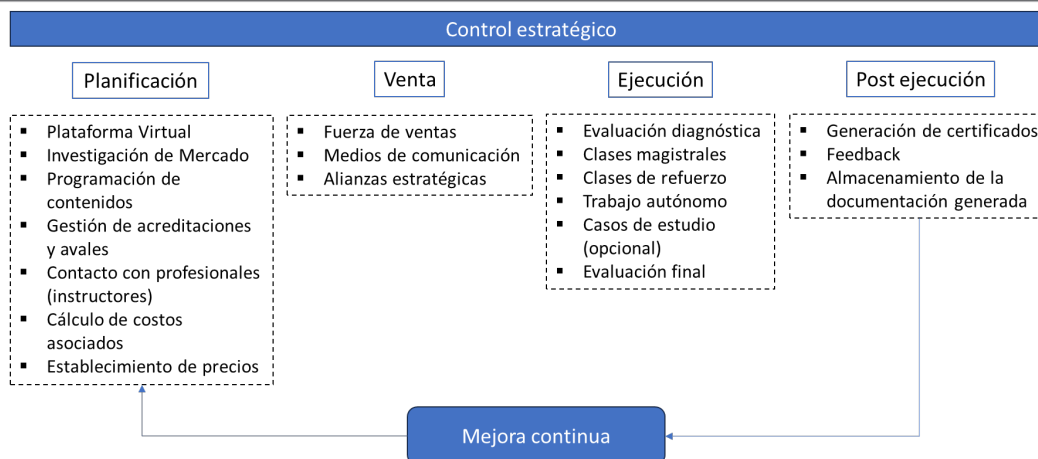 Control estratégico
Planificación
Venta
Ejecución
Post ejecución
▪ Plataforma Virtual
▪ Investigación de Mercado
▪ Programación de
contenidos
▪ Gestión de acreditaciones
y avales
▪ Contacto con profesionales
(instructores)
▪ Cálculo de costos
asociados
▪ Establecimiento de precios
▪ Fuerza de ventas
▪ Medios de comunicación
▪ Alianzas estratégicas
▪ Evaluación diagnóstica
▪ Clases magistrales
▪ Clases de refuerzo
▪ Trabajo autónomo
▪ Casos de estudio
(opcional)
▪ Evaluación final
▪ Generación de certificados
▪ Feedback
▪ Almacenamiento de la
documentación generada
Mejora continua